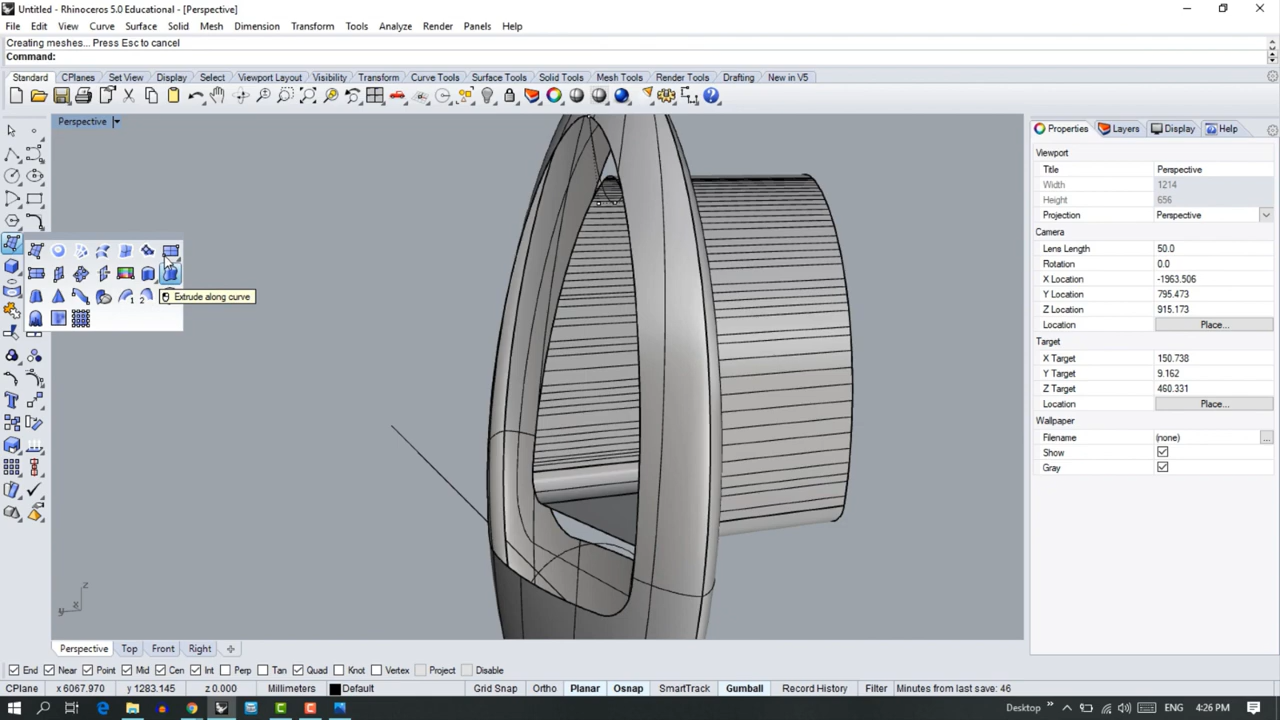 Untitled - Rhinoceros 5.0 Educational - [Perspective]
File Edit View Curve Surface Solid Mesh Dimension Transform Tools Analyze Render Panels Help
Creating meshes... Press Esc to cancel
Command:
Standard CPlanes Set View Display Select Viewport Layout Visibility Transform Curve Tools Surface Tools Solid Tools Mesh Tools Render Tools Drafting New in V5
Perspective
Properties Layers Display Help
Viewport
Title Perspective
Width 1214
Height 656
Projection Perspective
Camera
Lens Length 50.0
Rotation 0.0
X Location -1963.506
Y Location 795.473
Z Location 915.173
Location Place...
Target
X Target 150.738
Y Target 9.162
Z Target 460.331
Location Place...
Wallpaper
Filename (none) ...
Show
Gray
Extrude along curve
1 2
z
y x
Perspective Top Front Right
End Near Point Mid Cen Int Perp Tan Quad Knot Vertex Project Disable
CPlane x 6067.970 y 1283.145 z 0.000 Millimeters Default Grid Snap Ortho Planar Osnap SmartTrack Gumball Record History Filter Minutes from last save: 46
Desktop » ENG 4:26 PM